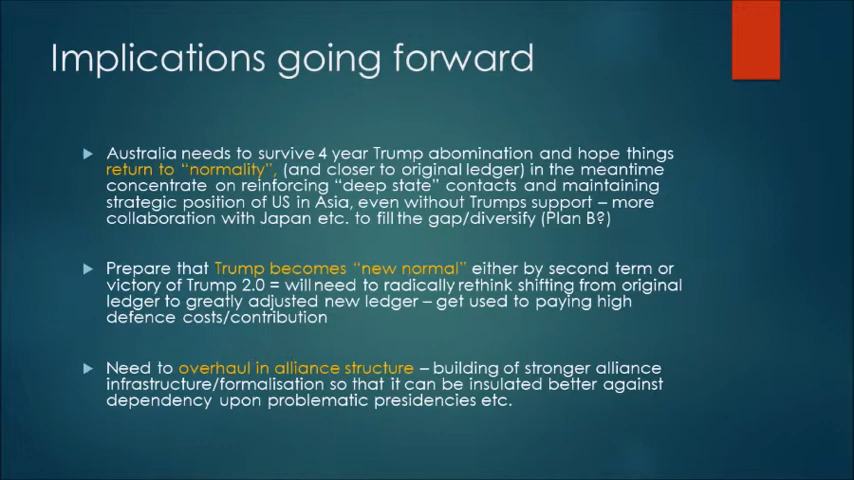 Implications going forward
Australia needs to survive 4 year Trump abomination and hope things
return to “normality”, (and closer to original ledger) in the meantime
concentrate on reinforcing “deep state” contacts and maintaining
strategic position of US in Asia, even without Trumps support – more
collaboration with Japan etc. to fill the gap/diversify (Plan B?)
Prepare that Trump becomes “new normal” either by second term or
victory of Trump 2.0 = will need to radically rethink shifting from original
ledger to greatly adjusted new ledger – get used to paying high
defence costs/contribution
Need to overhaul in alliance structure – building of stronger alliance
infrastructure/formalisation so that it can be insulated better against
dependency upon problematic presidencies etc.